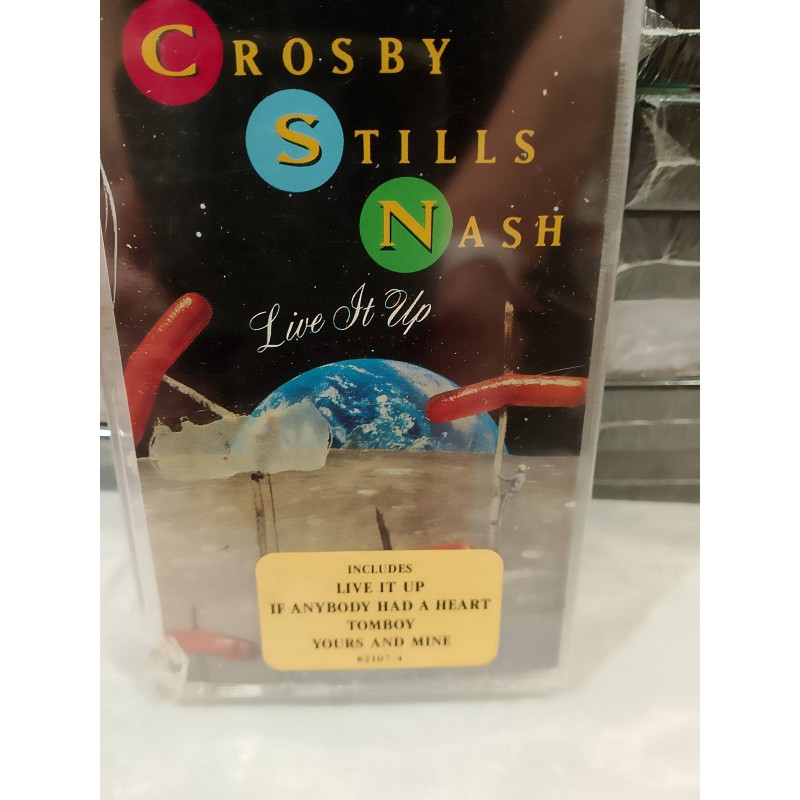 CROSBY
STILLS
NASH
Live It Up
INCLUDES
LIVE IT UP
IF ANYBODY HAD A HEART
TOMBOY
YOURS AND MINE
82107-4